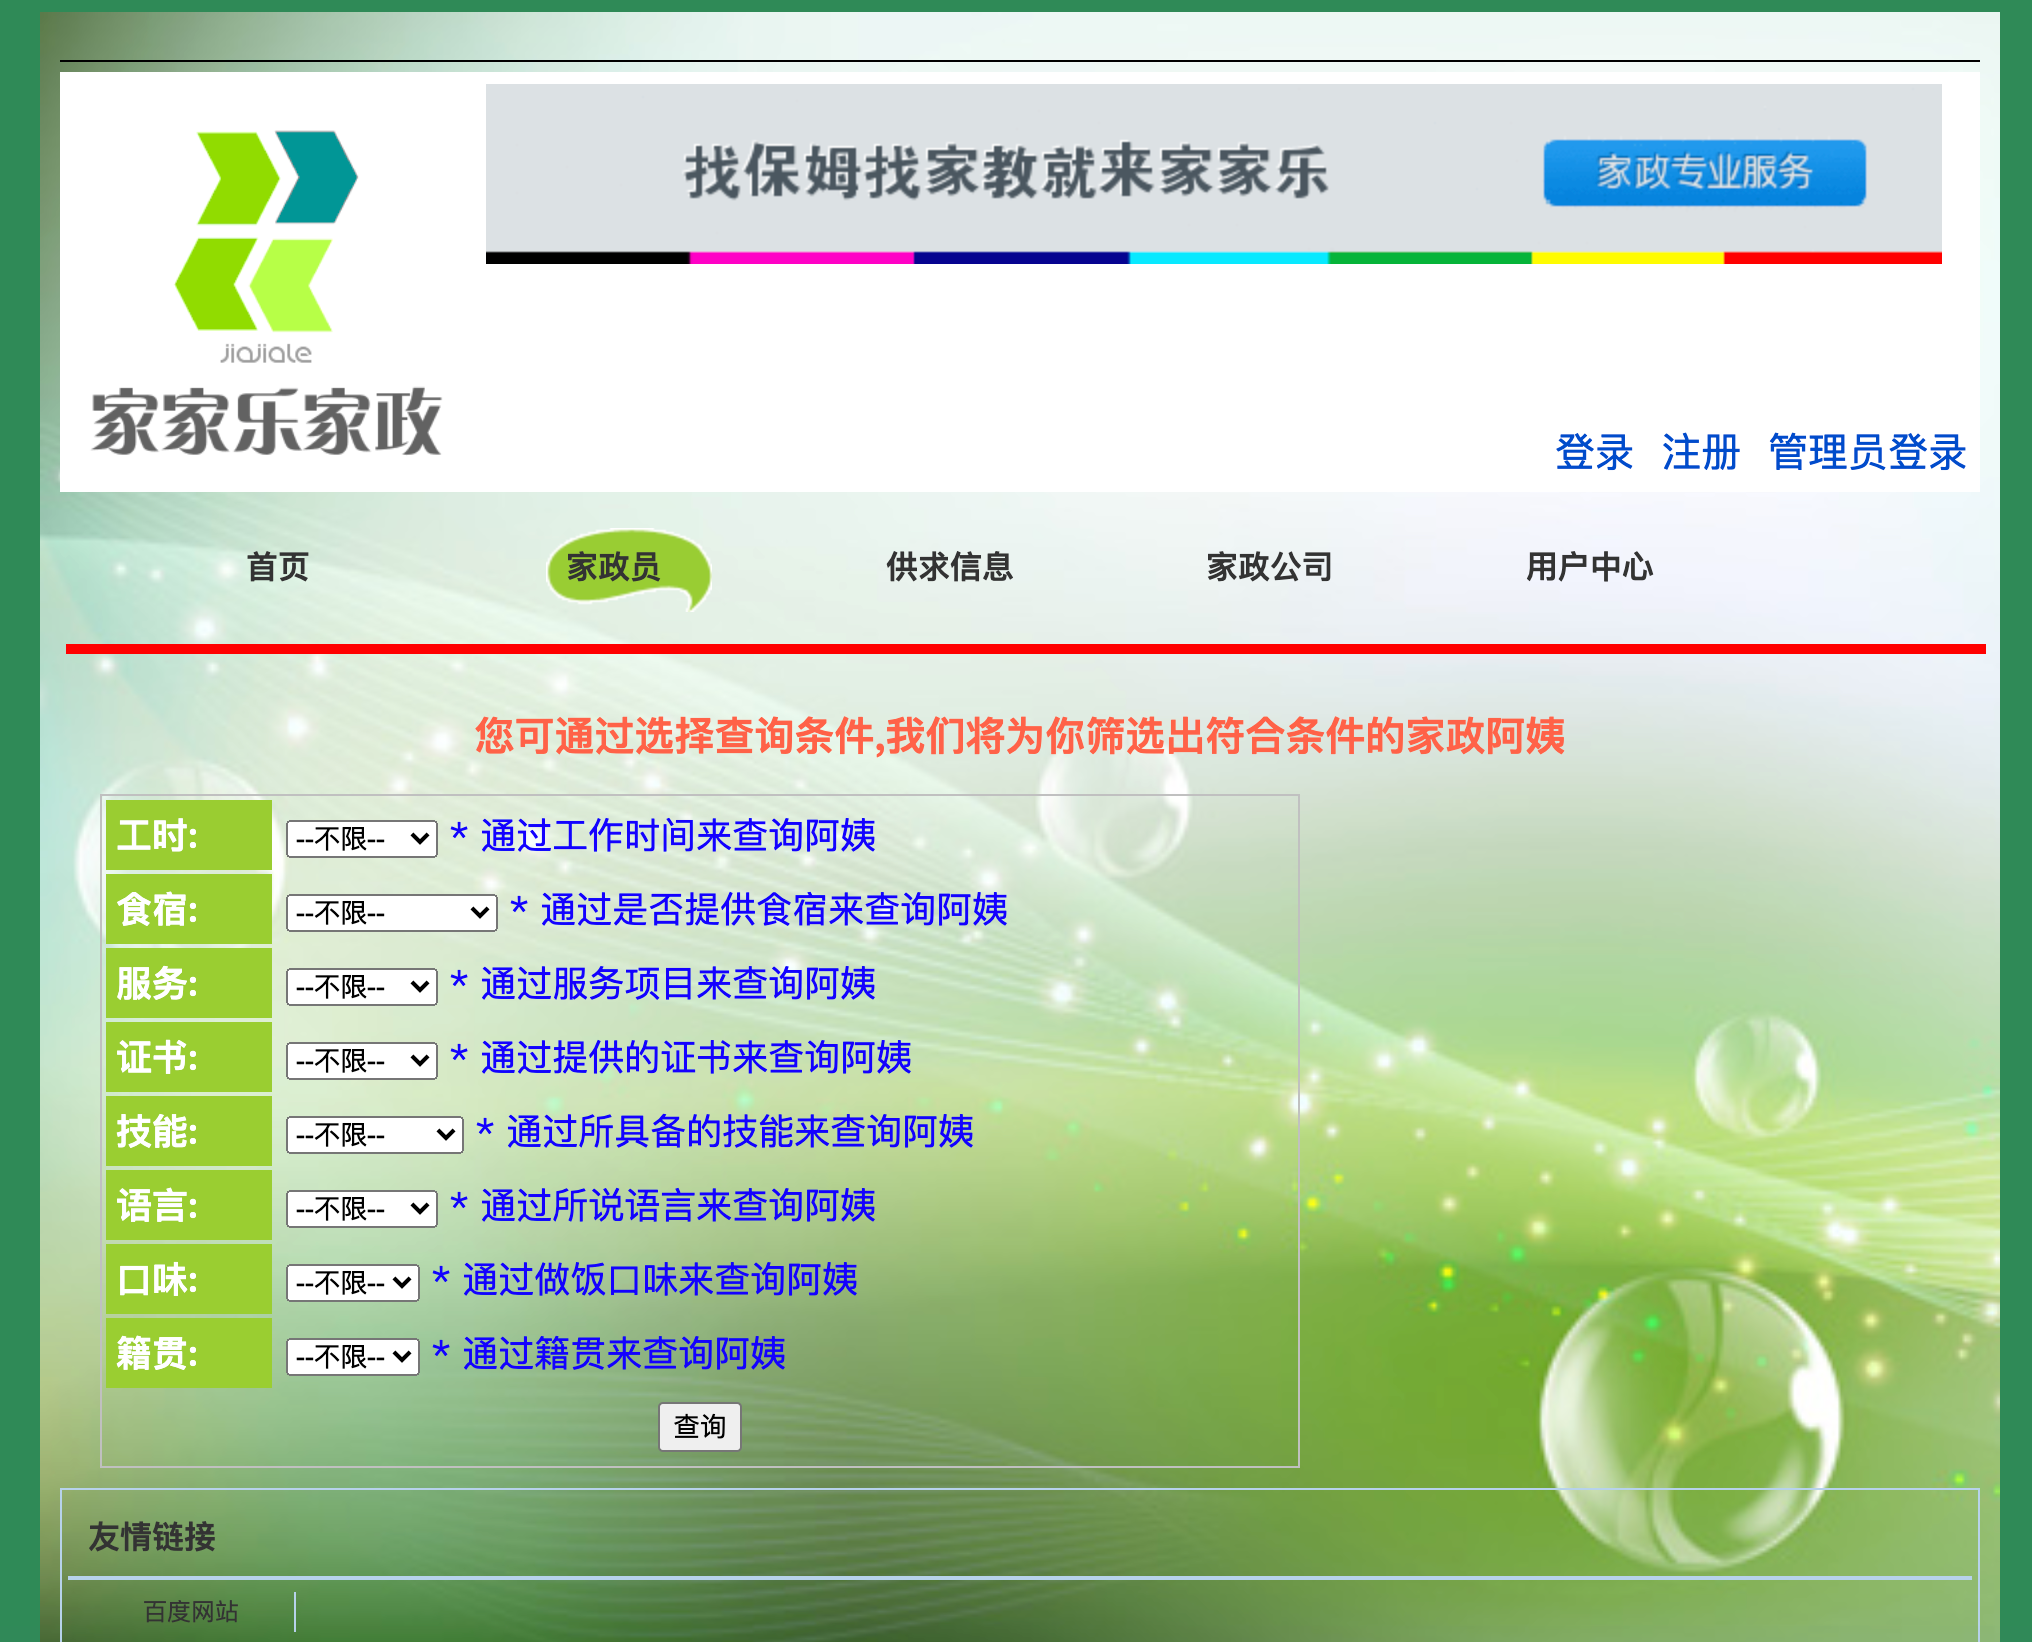 找保姆找家教就来家家乐
家政专业服务
jiajiale
家家乐家政
登录 注册 管理员登录
首页 家政员 供求信息 家政公司 用户中心
您可通过选择查询条件,我们将为你筛选出符合条件的家政阿姨
工时: --不限-- * 通过工作时间来查询阿姨
食宿: --不限-- * 通过是否提供食宿来查询阿姨
服务: --不限-- * 通过服务项目来查询阿姨
证书: --不限-- * 通过提供的证书来查询阿姨
技能: --不限-- * 通过所具备的技能来查询阿姨
语言: --不限-- * 通过所说语言来查询阿姨
口味: --不限-- * 通过做饭口味来查询阿姨
籍贯: --不限-- * 通过籍贯来查询阿姨
查询
友情链接
百度网站